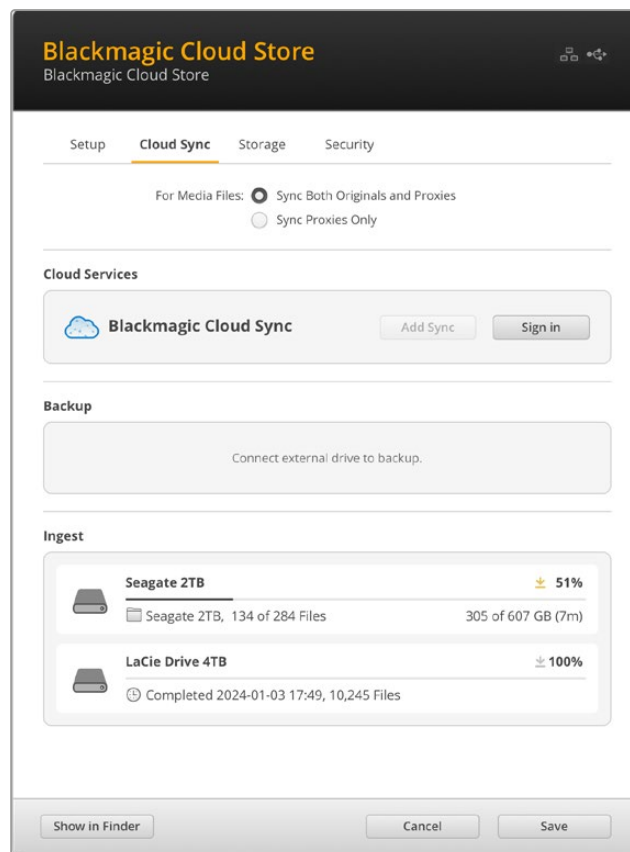 Blackmagic Cloud Store
Blackmagic Cloud Store
Setup Cloud Sync Storage Security
For Media Files: Sync Both Originals and Proxies
Sync Proxies Only
Cloud Services
Blackmagic Cloud Sync Add Sync Sign in
Backup
Connect external drive to backup.
Ingest
Seagate 2TB 51%
Seagate 2TB, 134 of 284 Files 305 of 607 GB (7m)
LaCie Drive 4TB 100%
Completed 2024-01-03 17:49, 10,245 Files
Show in Finder Cancel Save